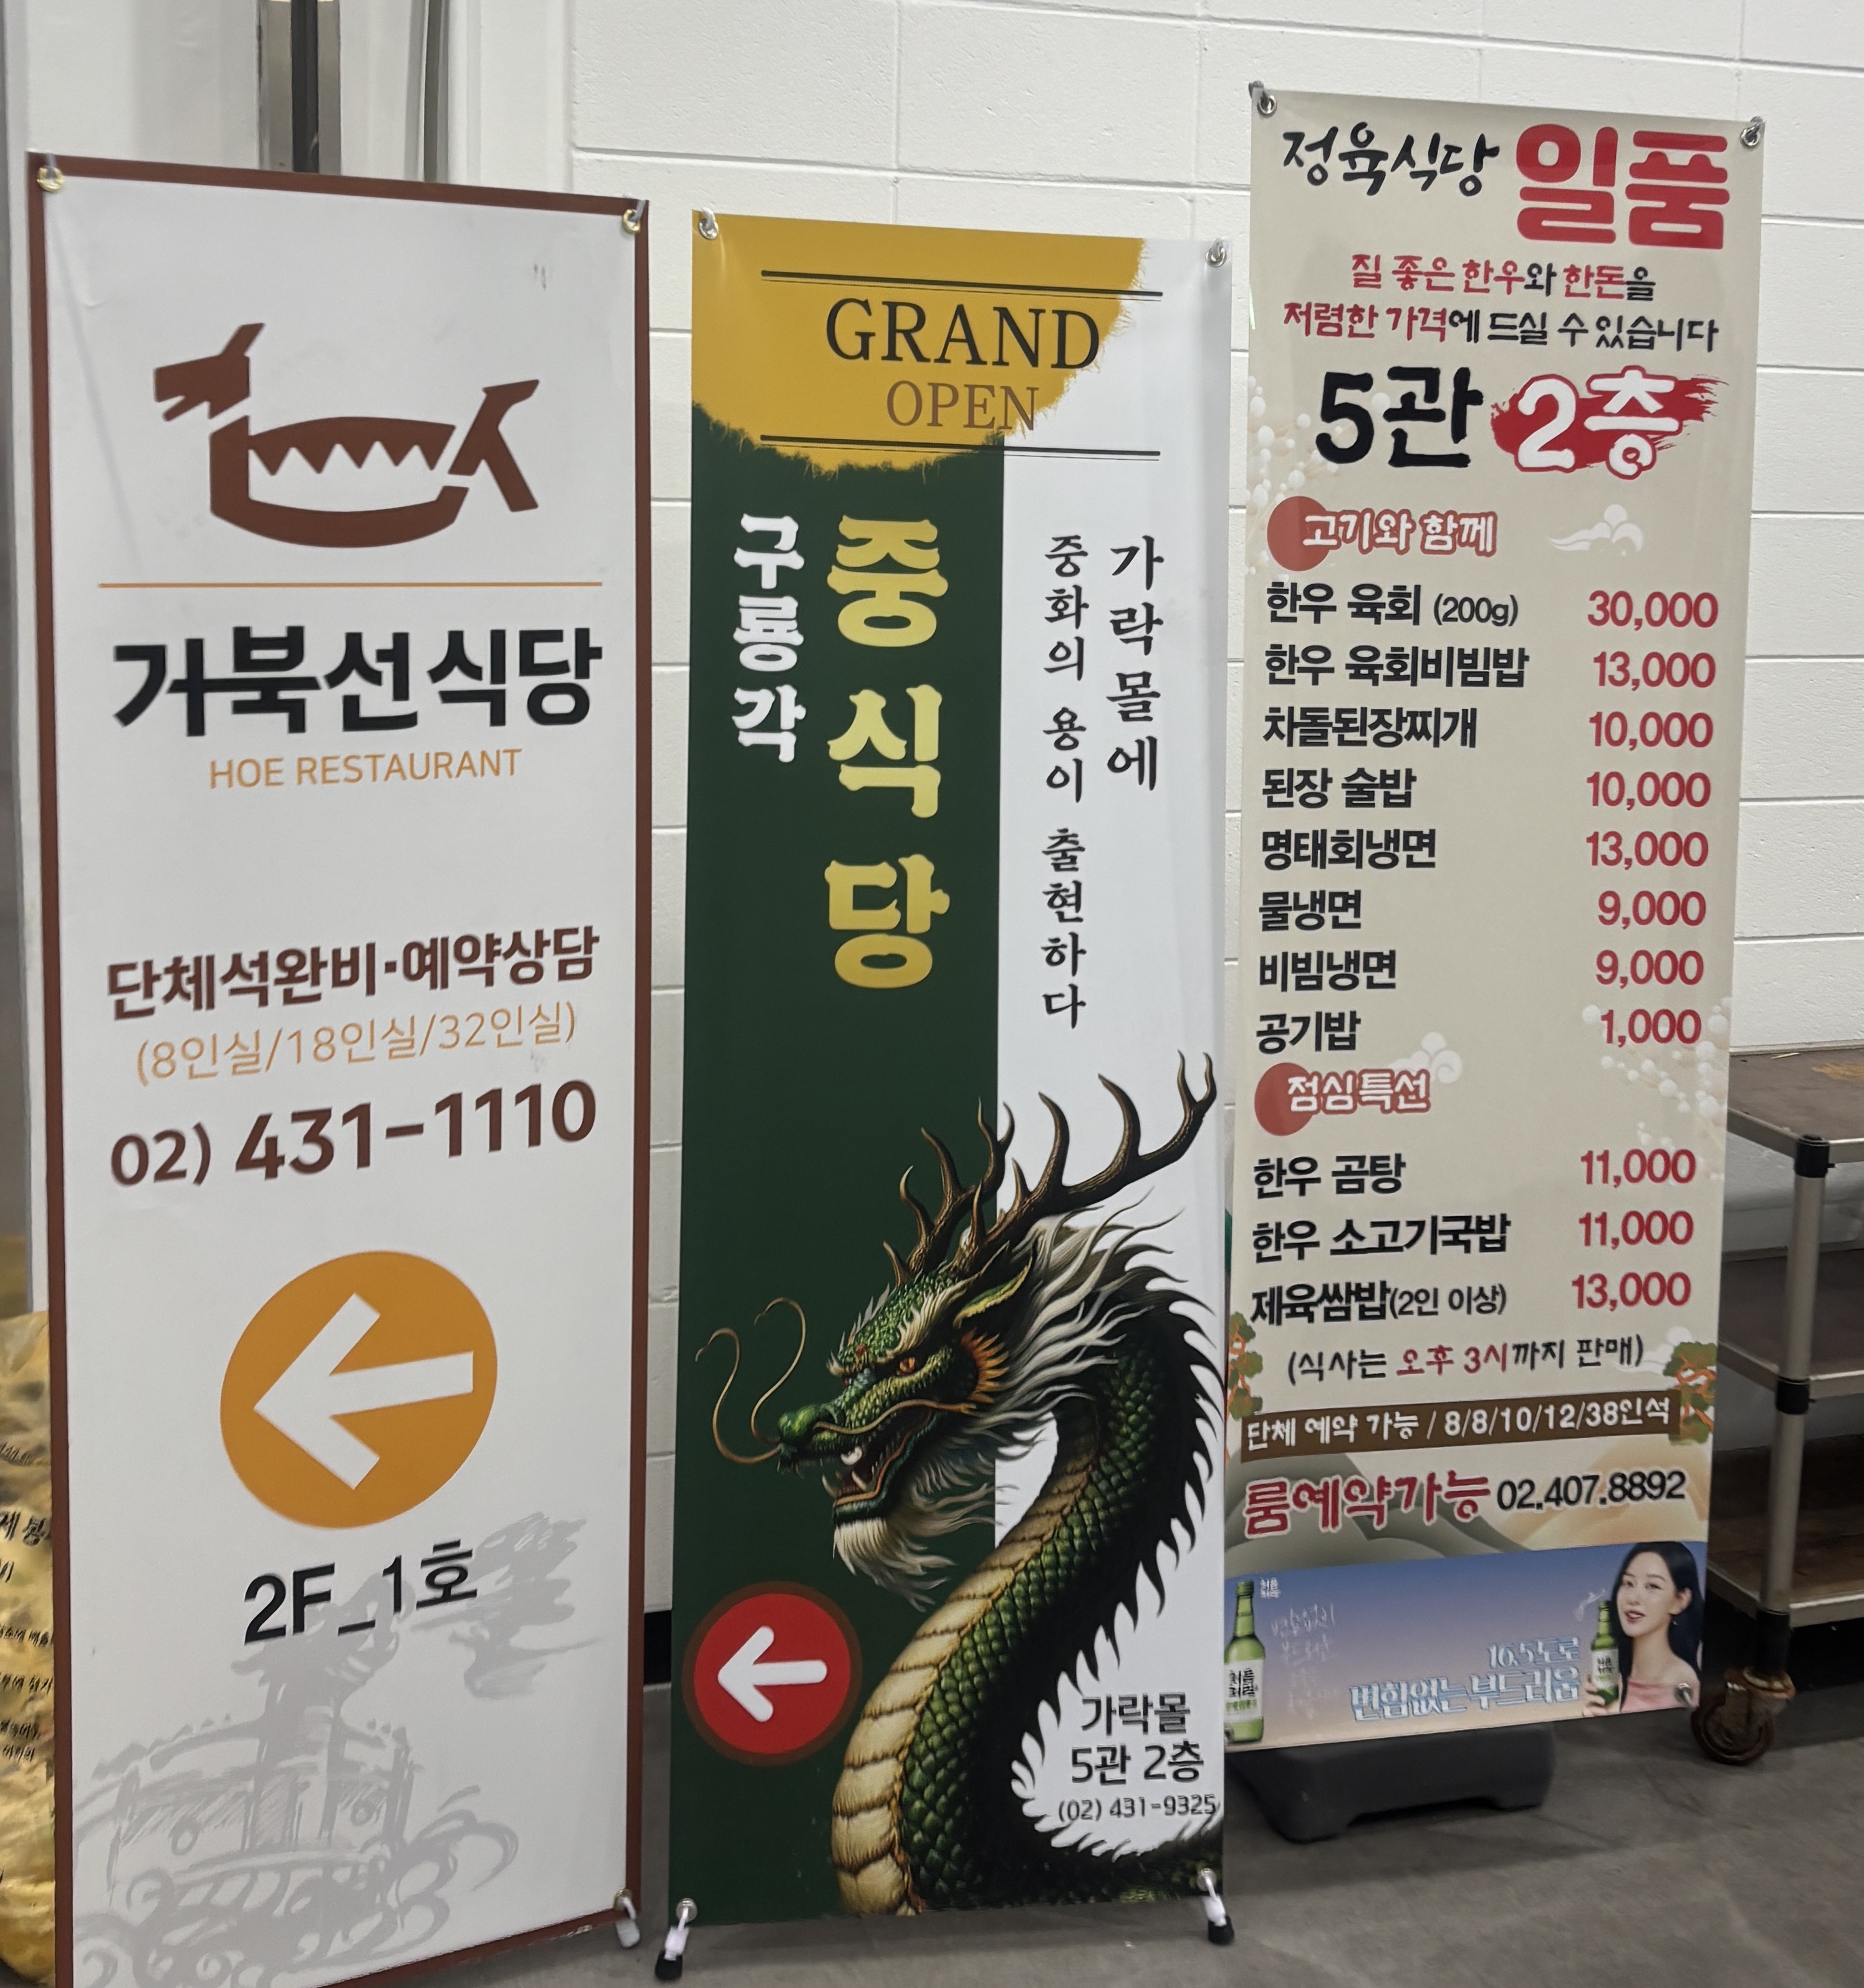 거북선식당
HOE RESTAURANT
단체석완비·예약상담
(8인실/18인실/32인실)
02) 431-1110
2F_1호
GRAND
OPEN
구룡각
중식당
가락몰에
중화의 용이 출현하다
가락몰
5관 2층
(02) 431-9325
정육식당 일품
질 좋은 한우와 한돈을
저렴한 가격에 드실 수 있습니다
5관 2층
고기와 함께
한우 육회 (200g) 30,000
한우 육회비빔밥 13,000
차돌된장찌개 10,000
된장 술밥 10,000
명태회냉면 13,000
물냉면 9,000
비빔냉면 9,000
공기밥 1,000
점심특선
한우 곰탕 11,000
한우 소고기국밥 11,000
제육쌈밥(2인 이상) 13,000
(식사는 오후 3시까지 판매)
단체 예약 가능 / 8/8/10/12/38인석
룸예약가능 02.407.8892
처음처럼
16.5도로
빈틈없는 부드러움